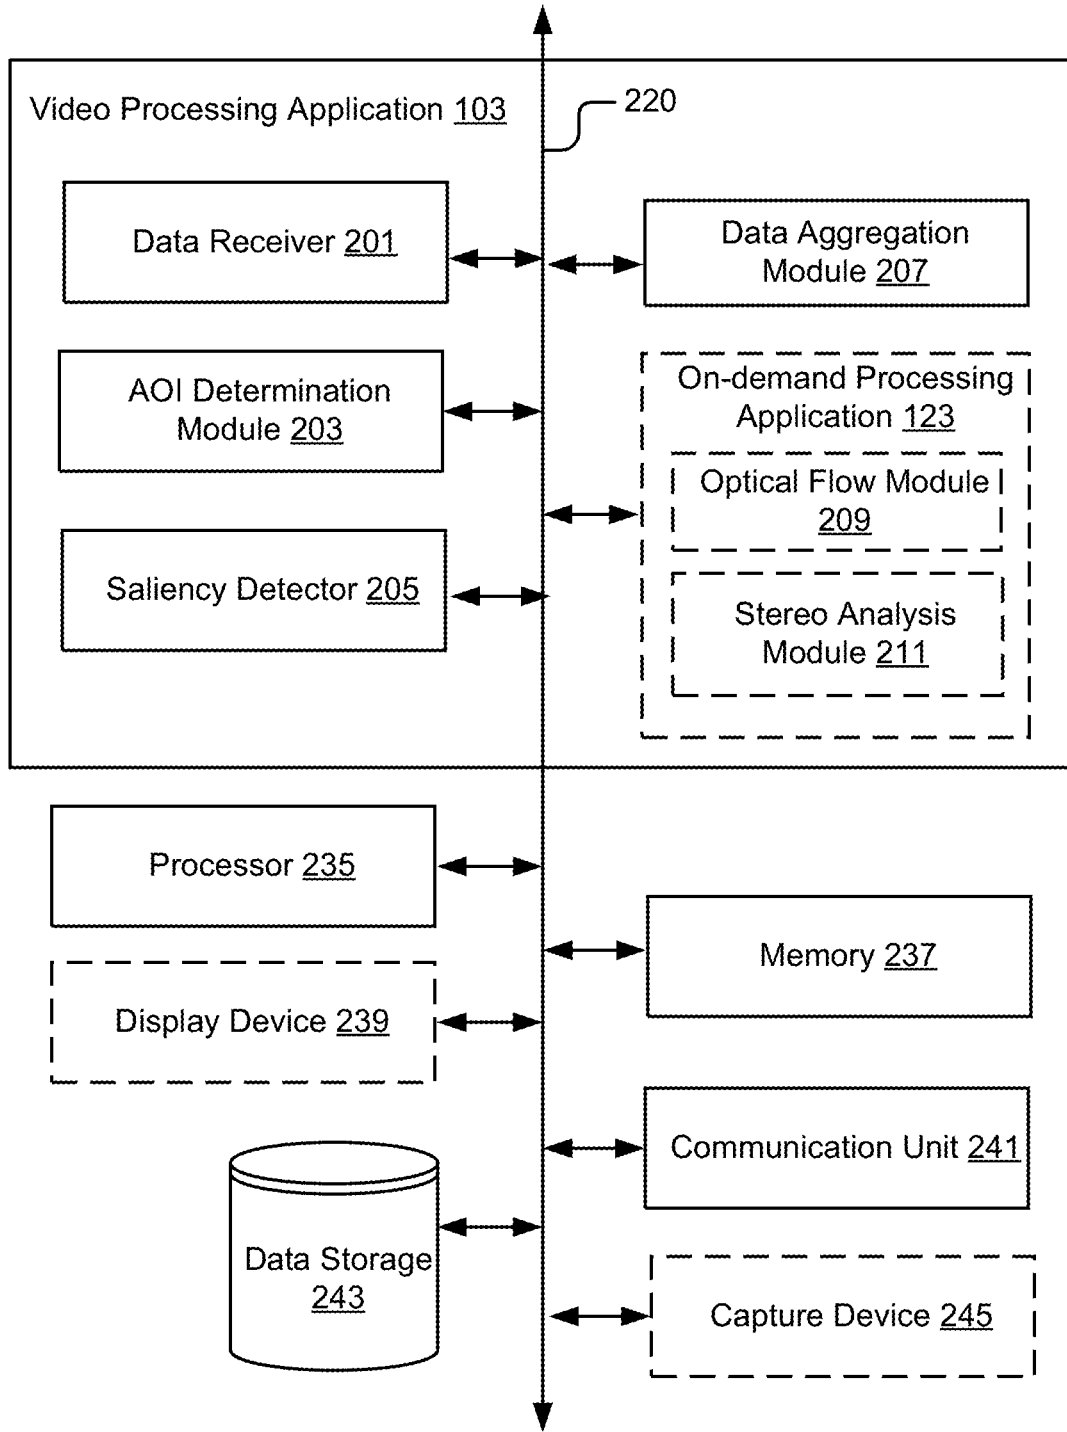 Video Processing Application 103
220
Data Receiver 201
Data Aggregation
Module 207
AOI Determination
Module 203
On-demand Processing
Application 123
Optical Flow Module
209
Saliency Detector 205
Stereo Analysis
Module 211
Processor 235
Memory 237
Display Device 239
Communication Unit 241
Data Storage
243
Capture Device 245